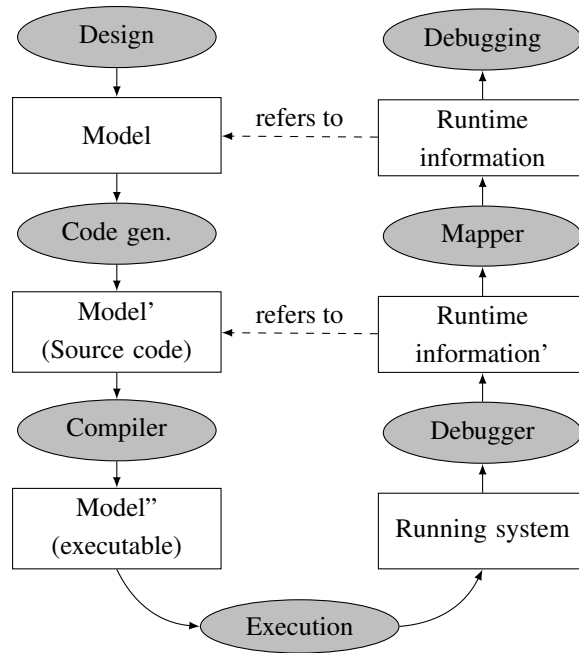 Design
Debugging
Model
refers to
Runtime
information
Code gen.
Mapper
Model'
(Source code)
refers to
Runtime
information'
Compiler
Debugger
Model''
(executable)
Running system
Execution